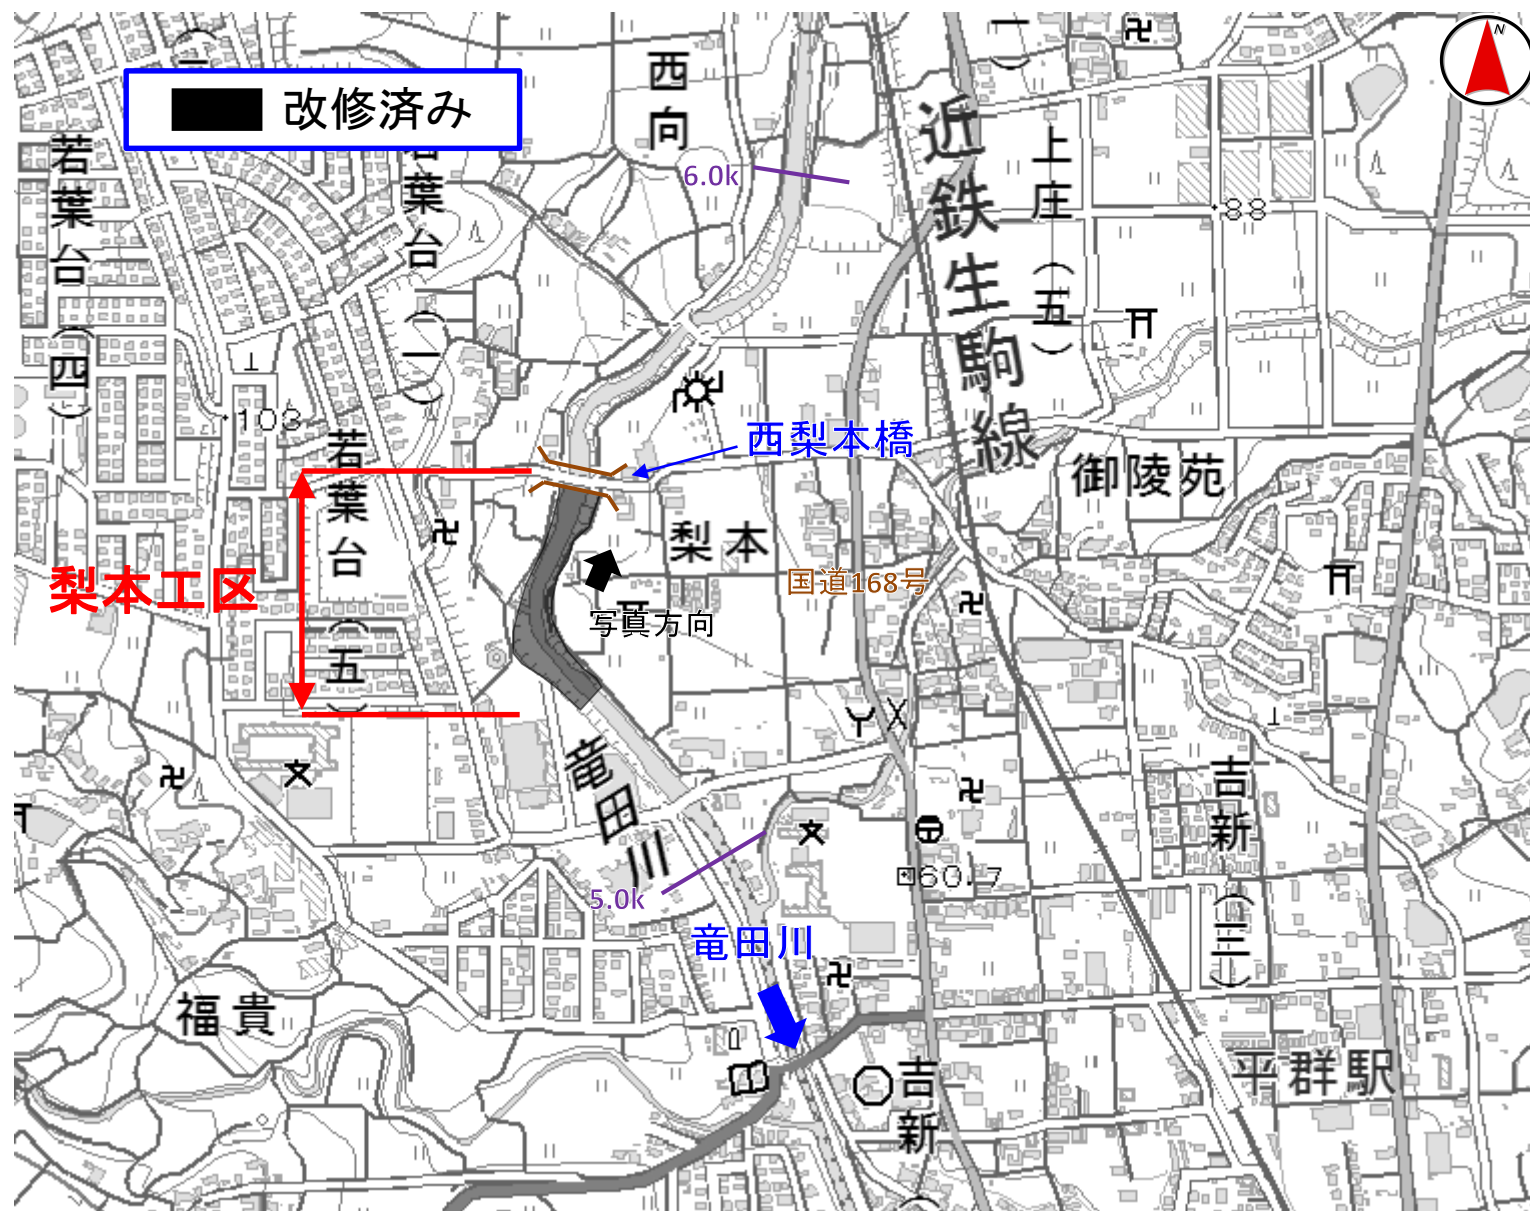 N
改修済み
西向
6.0k
近鉄生駒線
上庄(五)
88
若葉台(四)
若葉台(一)
103
西梨本橋
若葉台(五)
御陵苑
梨本
国道168号
梨本工区
写真方向
文
竜田川
吉新(三)
文
60.7
5.0k
竜田川
福貴
吉新
平群駅